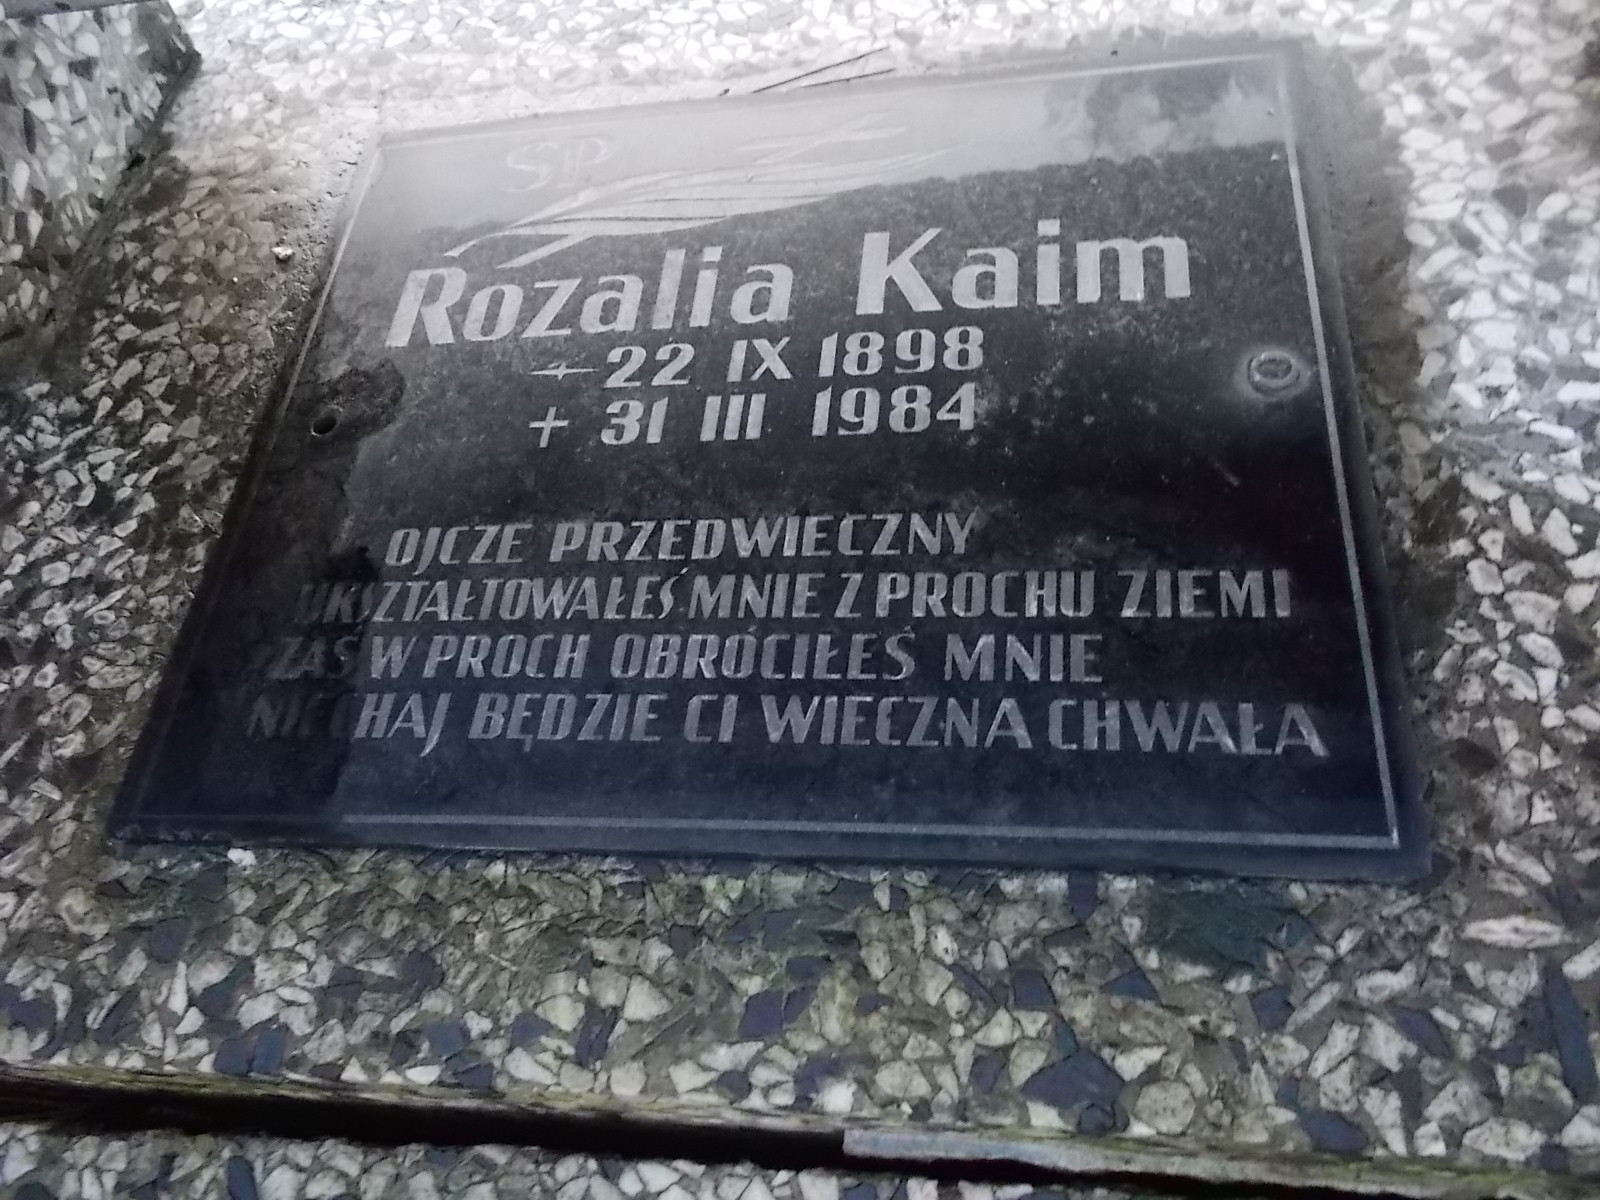 ŚP
Rozalia Kaim
22 IX 1898
+ 31 III 1984
OJCZE PRZEDWIECZNY
UKSZTAŁTOWAŁEŚ MNIE Z PROCHU ZIEMI
ZAŚ W PROCH OBRÓCIŁEŚ MNIE
NIECHAJ BĘDZIE CI WIECZNA CHWAŁA